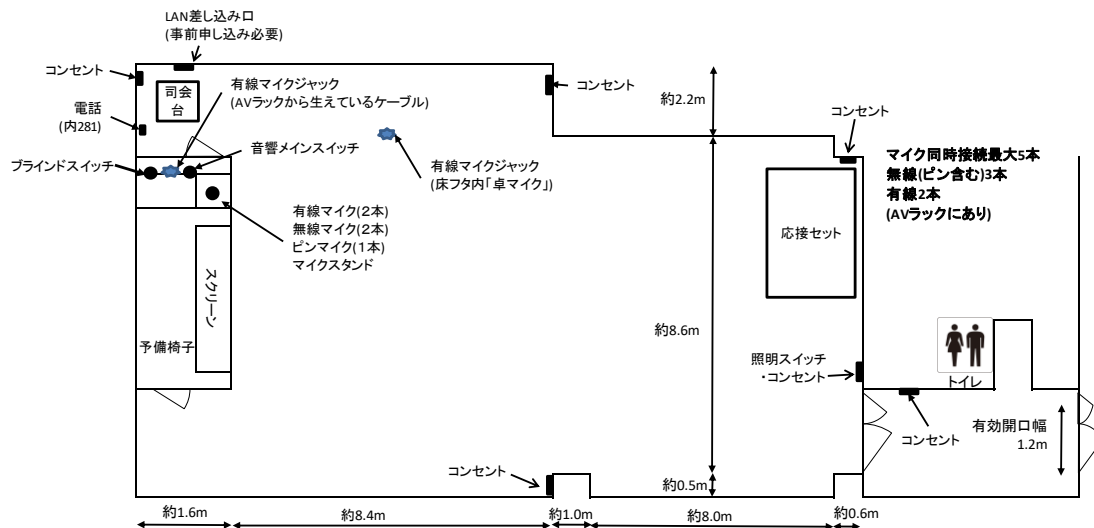 LAN差し込み口
(事前申し込み必要)
コンセント
司会
台
有線マイクジャック
(AVラックから生えているケーブル)
コンセント
約2.2m
コンセント
電話
(内281)
ブラインドスイッチ
音響メインスイッチ
有線マイクジャック
(床フタ内「卓マイク」)
マイク同時接続最大5本
無線(ピン含む)3本
有線2本
(AVラックにあり)
有線マイク(2本)
無線マイク(2本)
ピンマイク(1本)
マイクスタンド
応接セット
スクリーン
予備椅子
約8.6m
照明スイッチ
・コンセント
トイレ
コンセント
有効開口幅
1.2m
コンセント
約0.5m
約1.6m
約8.4m
約1.0m
約8.0m
約0.6m